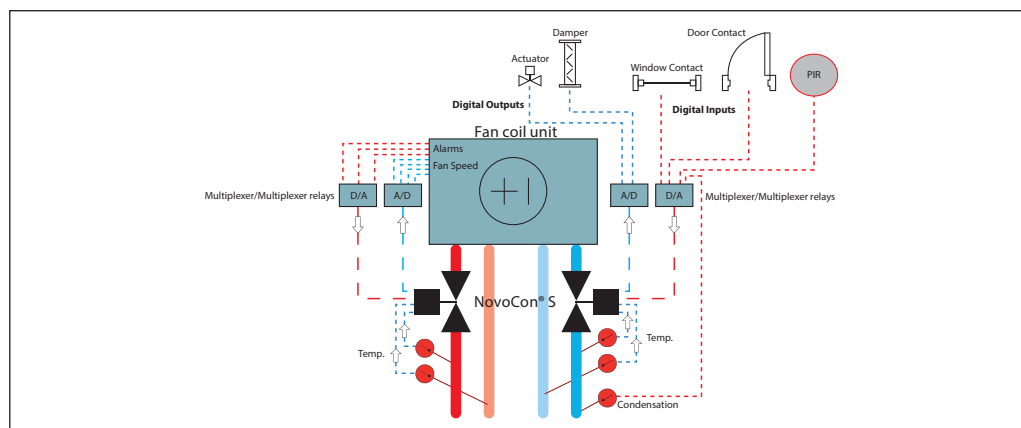 Damper
Door Contact
Actuator
Window Contact
PIR
Digital Outputs
Digital Inputs
Fan coil unit
Alarms
Fan Speed
Multiplexer/Multiplexer relays
D/A
A/D
A/D
D/A
Multiplexer/Multiplexer relays
NovoCon® S
Temp.
Temp.
Condensation